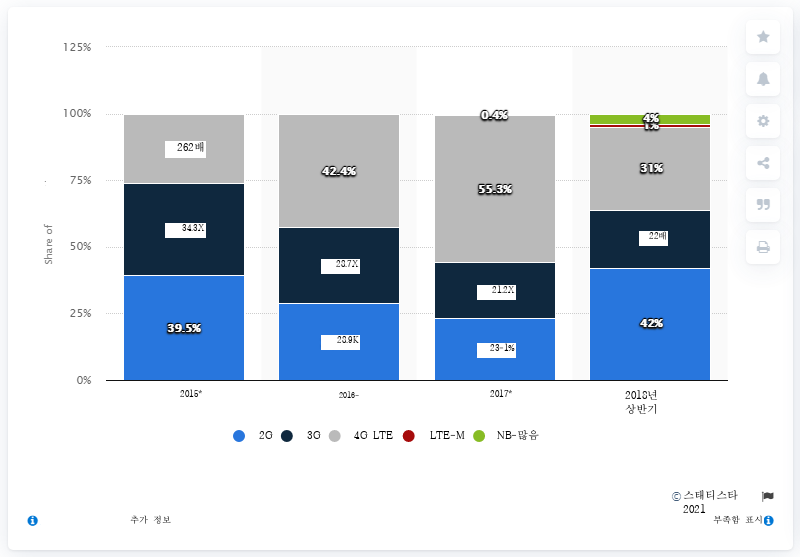 125%
100%
75%
50%
25%
0%
Share of
262배
34.3X
39.5%
42.4%
23.9K
0.4%
55.3%
21.2X
23-1%
4%
1%
31%
22배
42%
2015*
2016-
2017*
2018년
상반기
2G 3G 4G LTE LTE-M NB-많음
© 스태티스타
2021
추가 정보
부족함 표시